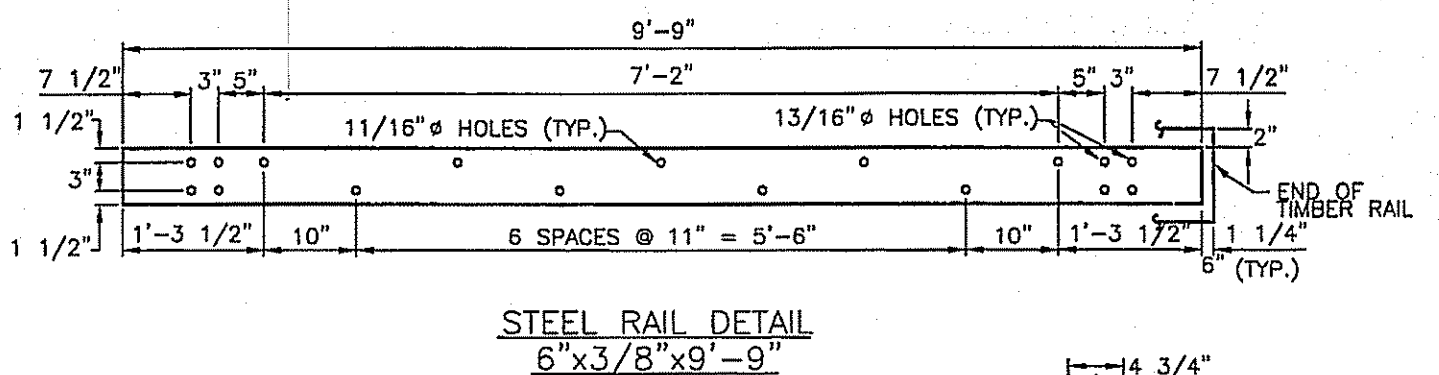 9'-9"
7 1/2" 3" 5" 7'-2" 5" 3" 7 1/2"
1 1/2" 11/16"ø HOLES (TYP.) 13/16"ø HOLES (TYP.) 2"
3"
END OF
TIMBER RAIL
1 1/2" 1'-3 1/2" 10" 6 SPACES @ 11" = 5'-6" 10" 1'-3 1/2" 1 1/4"
6" (TYP.)
STEEL RAIL DETAIL
6"x3/8"x9'-9"
4 3/4"